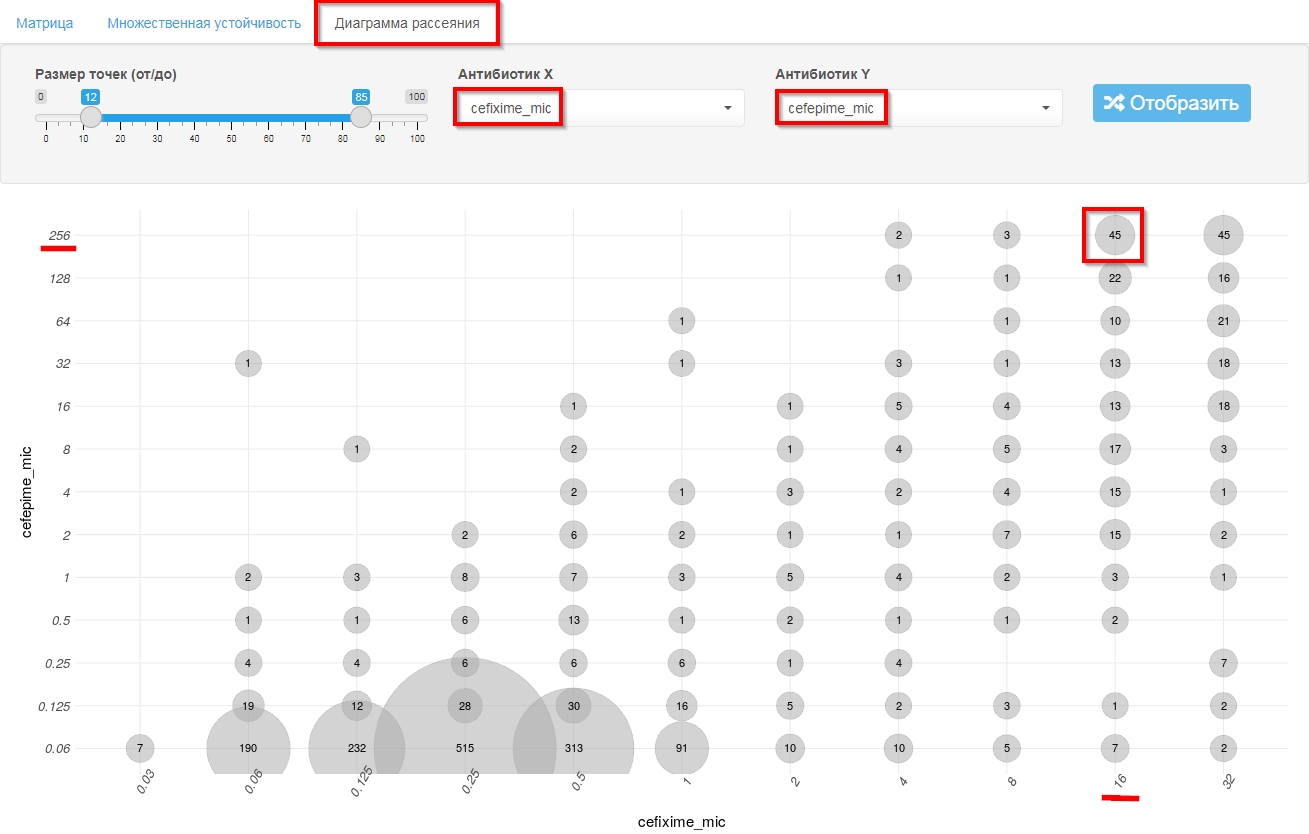 Матрица Множественная устойчивость Диаграмма рассеяния
Размер точек (от/до) Антибиотик X Антибиотик Y
0 12 85 100
cefixime_mic cefepime_mic Отобразить
0 10 20 30 40 50 60 70 80 90 100
256 2 3 45 45
128 1 1 22 16
64 1 1 10 21
32 1 1 3 1 13 18
16 1 1 5 4 13 18
8 1 2 1 4 5 17 3
cefepime_mic
4 2 1 3 2 4 15 1
2 2 6 2 1 1 7 15 2
1 2 3 8 7 3 5 4 2 3 1
0.5 1 1 6 13 1 2 1 1 2
0.25 4 4 6 6 6 1 4 7
0.125 19 12 28 30 16 5 2 3 1 2
0.06 7 190 232 515 313 91 10 10 5 7 2
0.03 0.06 0.125 0.25 0.5 1 2 4 8 16 32
cefixime_mic